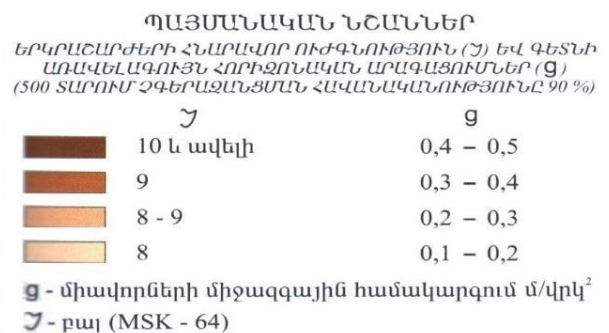 ՊԱՅՄԱՆԱԿԱՆ ՆՇԱՆՆԵՐ
ԵՐԿՐԱՇԱՐԺԵՐԻ ՀՆԱՐԱՎՈՐ ՈՒԺԳՆՈՒԹՅՈՒՆ (J) ԵՎ ԳԵՏՆԻ
ԱՌԱՎԵԼԱԳՈՒՅՆ ՀՈՐԻԶՈՆԱԿԱՆ ԱՐԱԳԱՑՈՒՄՆԵՐ (g)
(500 ՏԱՐՈՒՄ ՉԳԵՐԱԶԱՆՑՄԱՆ ՀԱՎԱՆԱԿԱՆՈՒԹՅՈՒՆԸ 90 %)
J g
10 և ավելի 0,4 – 0,5
9 0,3 – 0,4
8 - 9 0,2 – 0,3
8 0,1 – 0,2
g - միավորների միջազգային համակարգում մ/վրկ²
J - բալ (MSK - 64)